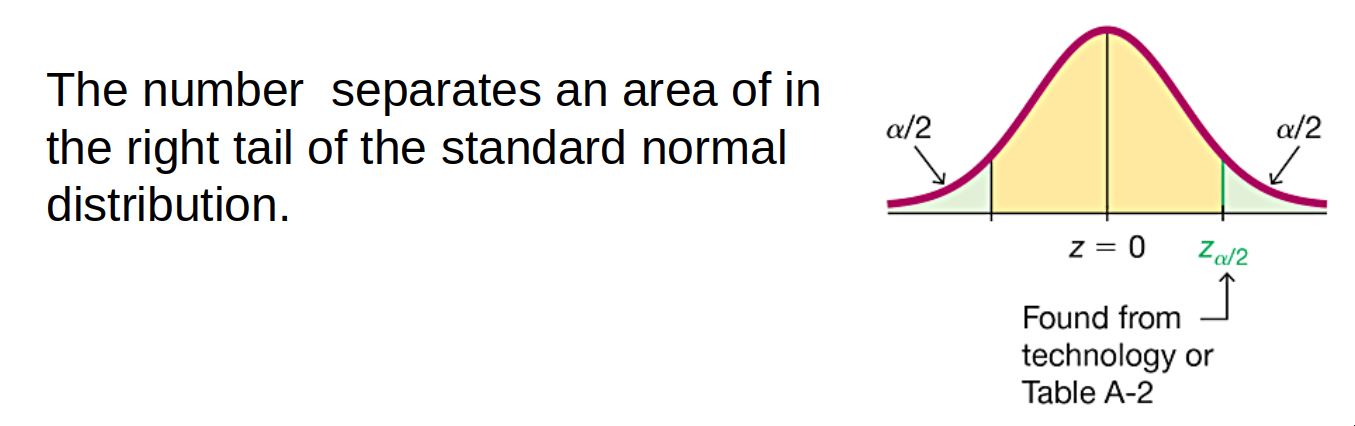 The number  separates an area of in
the right tail of the standard normal
distribution.
α/2
α/2
z = 0
zα/2
Found from
technology or
Table A-2